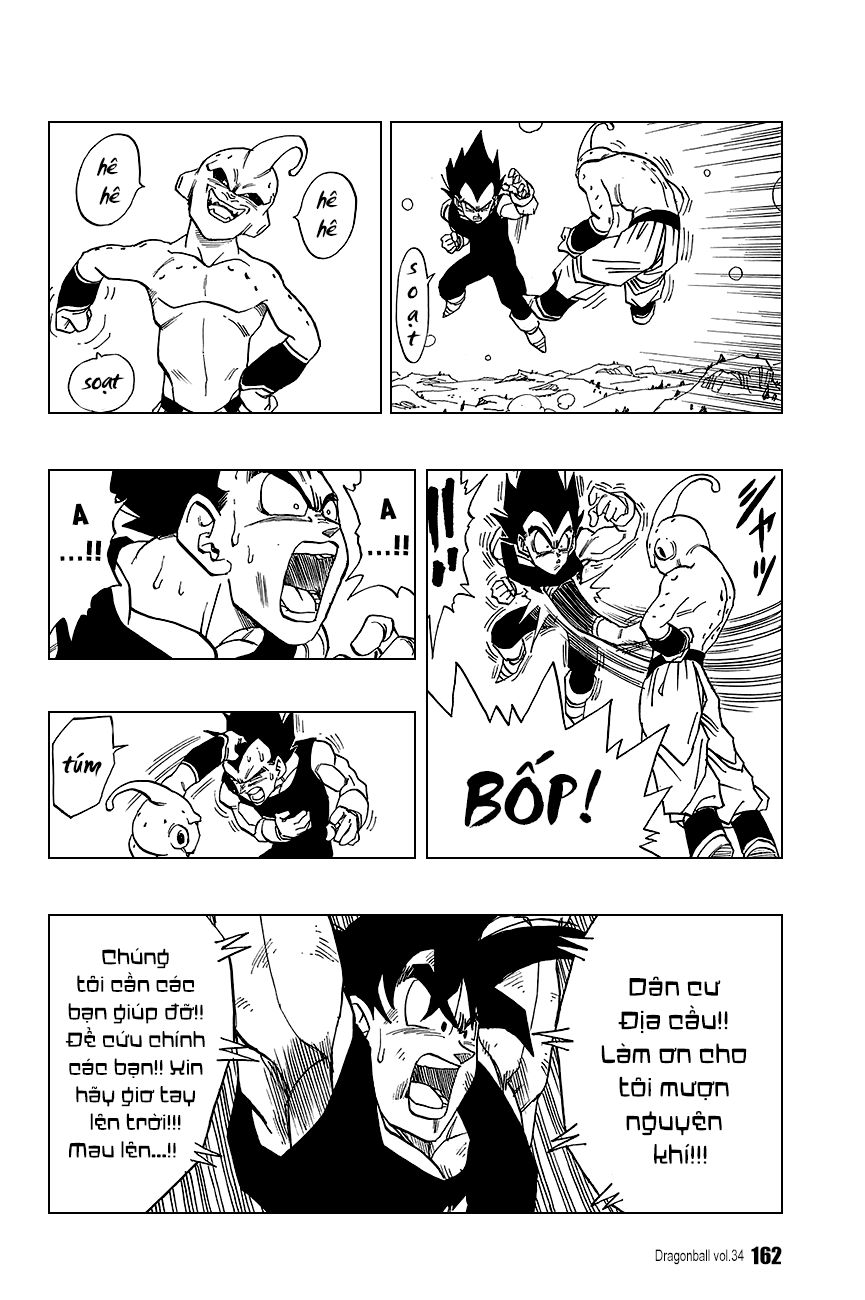 soạt
hê
hê
hê
hê
soạt
シャッ
BỐP!
A
...!!
A
...!!
túm
Dân cư
Địa cầu!!
Làm ơn cho
tôi mượn
nguyên
khí!!!
Chúng
tôi cần các
bạn giúp đỡ!!
Để cứu chính
các bạn!! Xin
hãy giơ tay
lên trời!!!
Mau lên...!!
Dragonball vol.34 162